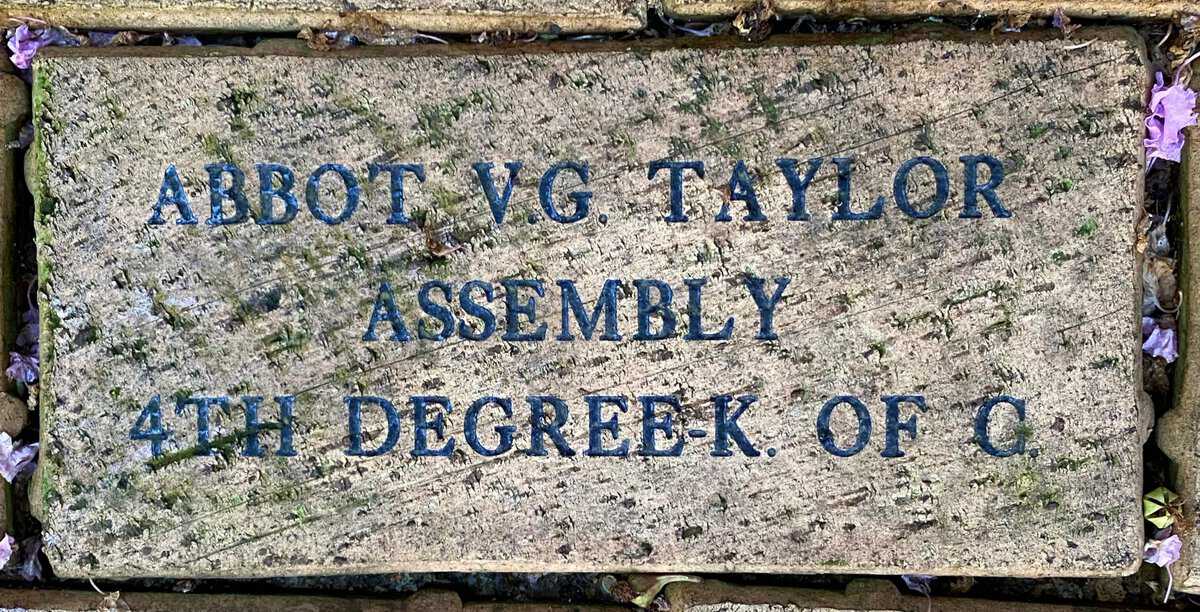 ABBOT V.G. TAYLOR
ASSEMBLY
4TH DEGREE-K. OF C.